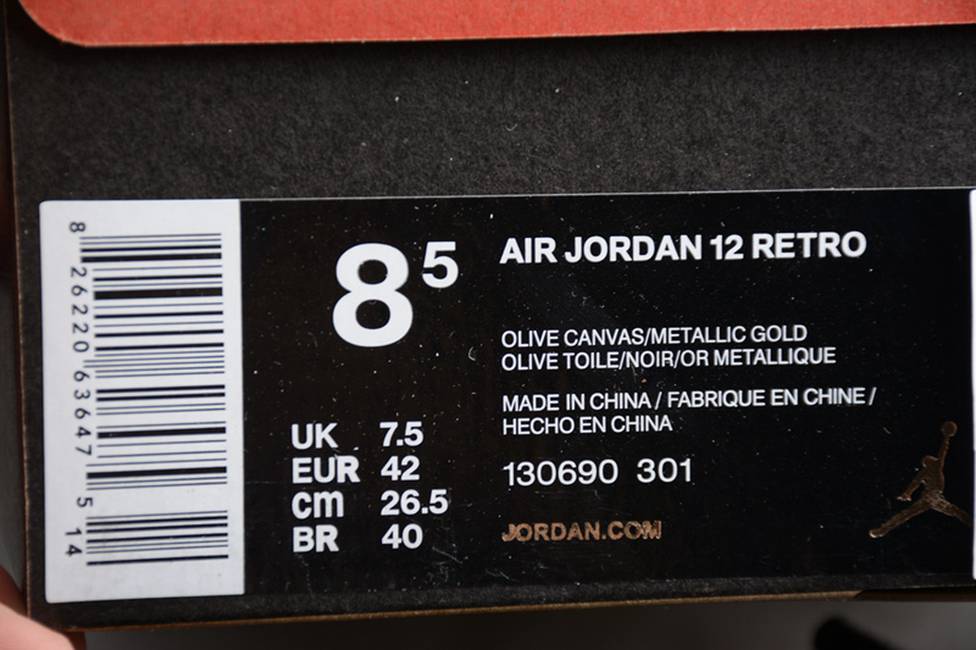 8 26220 63647 5 14
8 5
AIR JORDAN 12 RETRO
OLIVE CANVAS/METALLIC GOLD
OLIVE TOILE/NOIR/OR METALLIQUE
MADE IN CHINA / FABRIQUE EN CHINE /
HECHO EN CHINA
UK 7.5
EUR 42
cm 26.5
BR 40
130690 301
JORDAN.COM